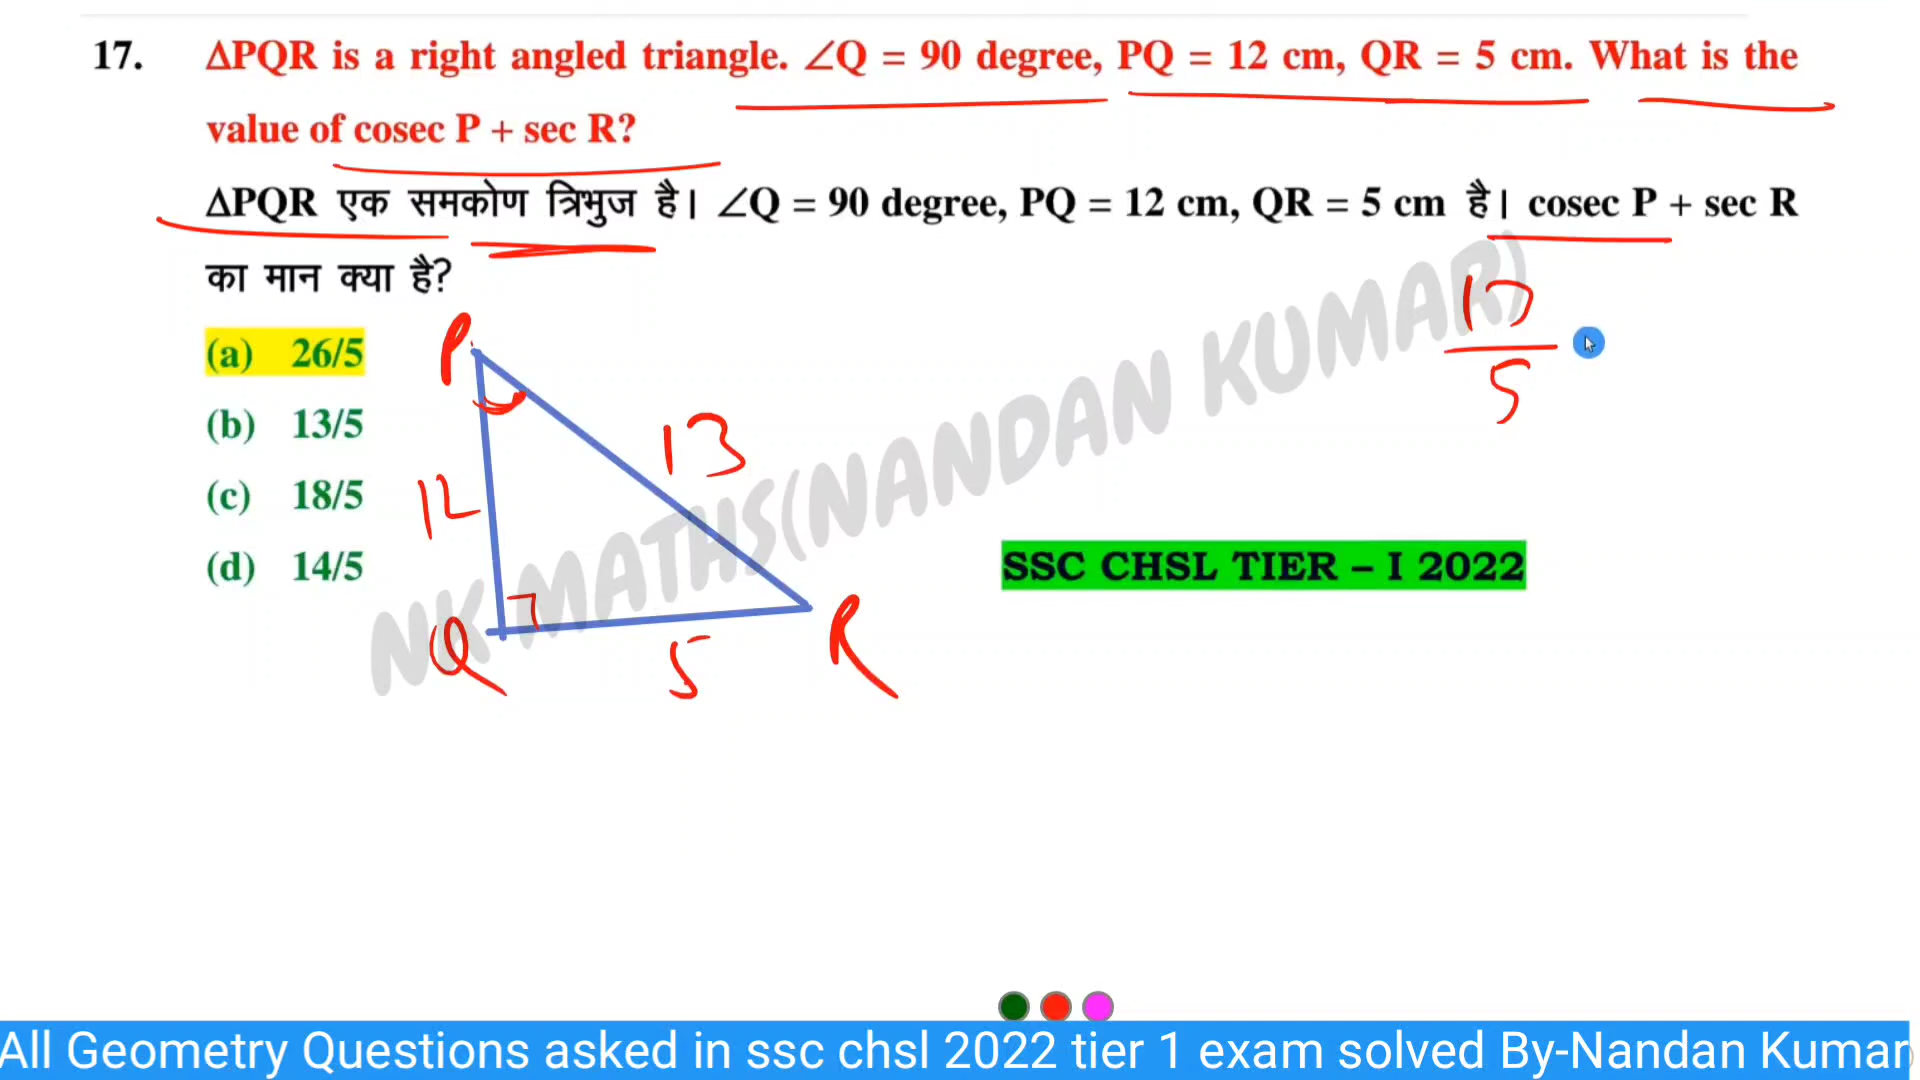 17. ΔPQR is a right angled triangle. ∠Q = 90 degree, PQ = 12 cm, QR = 5 cm. What is the
value of cosec P + sec R?
ΔPQR एक समकोण त्रिभुज है। ∠Q = 90 degree, PQ = 12 cm, QR = 5 cm है। cosec P + sec R
का मान क्या है?
(a) 26/5
(b) 13/5
(c) 18/5
(d) 14/5
P
13
12
Q
5
R
13
5
NK MATHS(NANDAN KUMAR)
SSC CHSL TIER – I 2022
All Geometry Questions asked in ssc chsl 2022 tier 1 exam solved By-Nandan Kumar